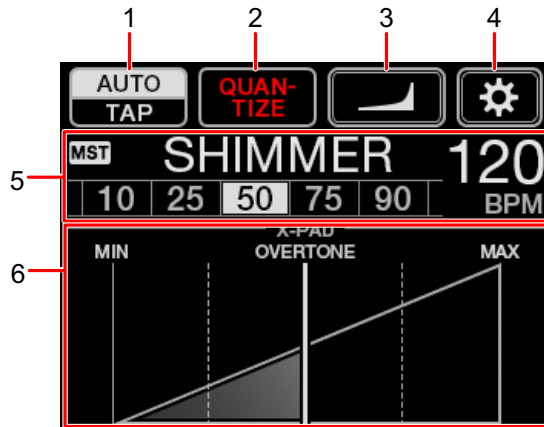 1 2 3 4
AUTO QUAN-
TAP TIZE
5 MST SHIMMER 120
10 25 50 75 90 BPM
6 X-PAD
MIN OVERTONE MAX